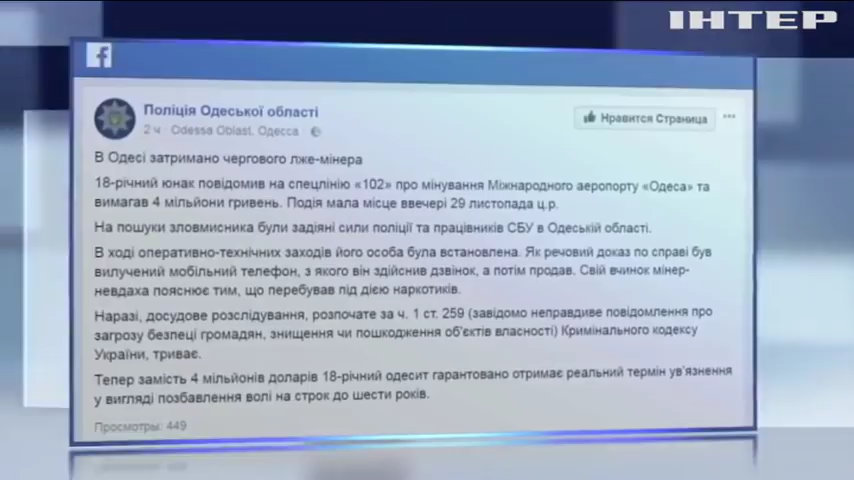 ІНТЕР
f
Поліція Одеської області
2 ч · Odessa Oblast, Одесса ·
Нравится Страница
...
В Одесі затримано чергового лже-мінера
18-річний юнак повідомив на спецлінію «102» про мінування Міжнародного аеропорту «Одеса» та
вимагав 4 мільйони гривень. Подія мала місце ввечері 29 листопада ц.р.
На пошуки зловмисника були задіяні сили поліції та працівників СБУ в Одеській області.
В ході оперативно-технічних заходів його особа була встановлена. Як речовий доказ по справі був
вилучений мобільний телефон, з якого він здійснив дзвінок, а потім продав. Свій вчинок мінер-
невдаха пояснює тим, що перебував під дією наркотиків.
Наразі, досудове розслідування, розпочате за ч. 1 ст. 259 (завідомо неправдиве повідомлення про
загрозу безпеці громадян, знищення чи пошкодження об'єктів власності) Кримінального кодексу
України, триває.
Тепер замість 4 мільйонів доларів 18-річний одесит гарантовано отримає реальний термін ув'язнення
у вигляді позбавлення волі на строк до шести років.
Просмотры: 449